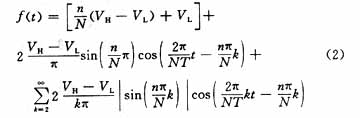 f(t) = [n/N (V_H − V_L) + V_L] +
2 (V_H − V_L)/π sin(n/N π) cos(2π/NT t − nπ/N k) +
∑_{k=2}^{∞} 2 (V_H − V_L)/kπ |sin(nπ/N k)| cos(2π/NT kt − nπ/N k) (2)